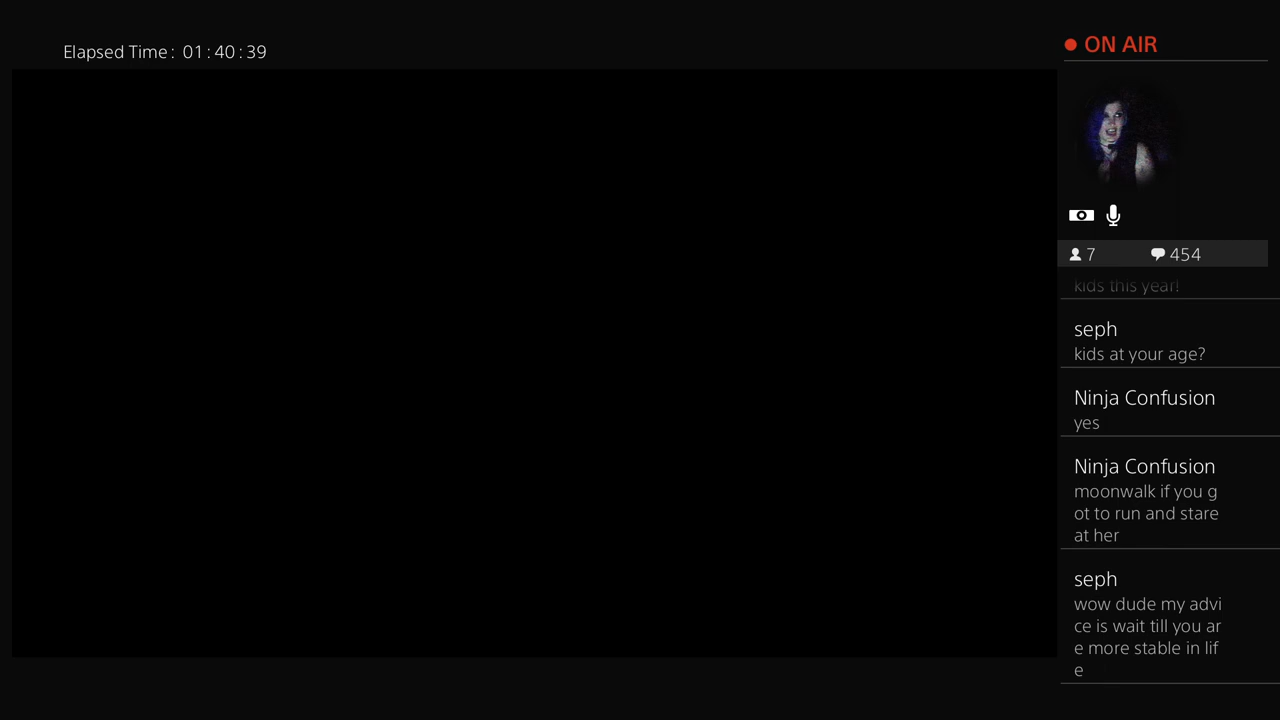 Elapsed Time: 01:40:39
ON AIR
7 454
kids this year!
seph
kids at your age?
Ninja Confusion
yes
Ninja Confusion
moonwalk if you g
ot to run and stare
at her
seph
wow dude my advi
ce is wait till you ar
e more stable in lif
e